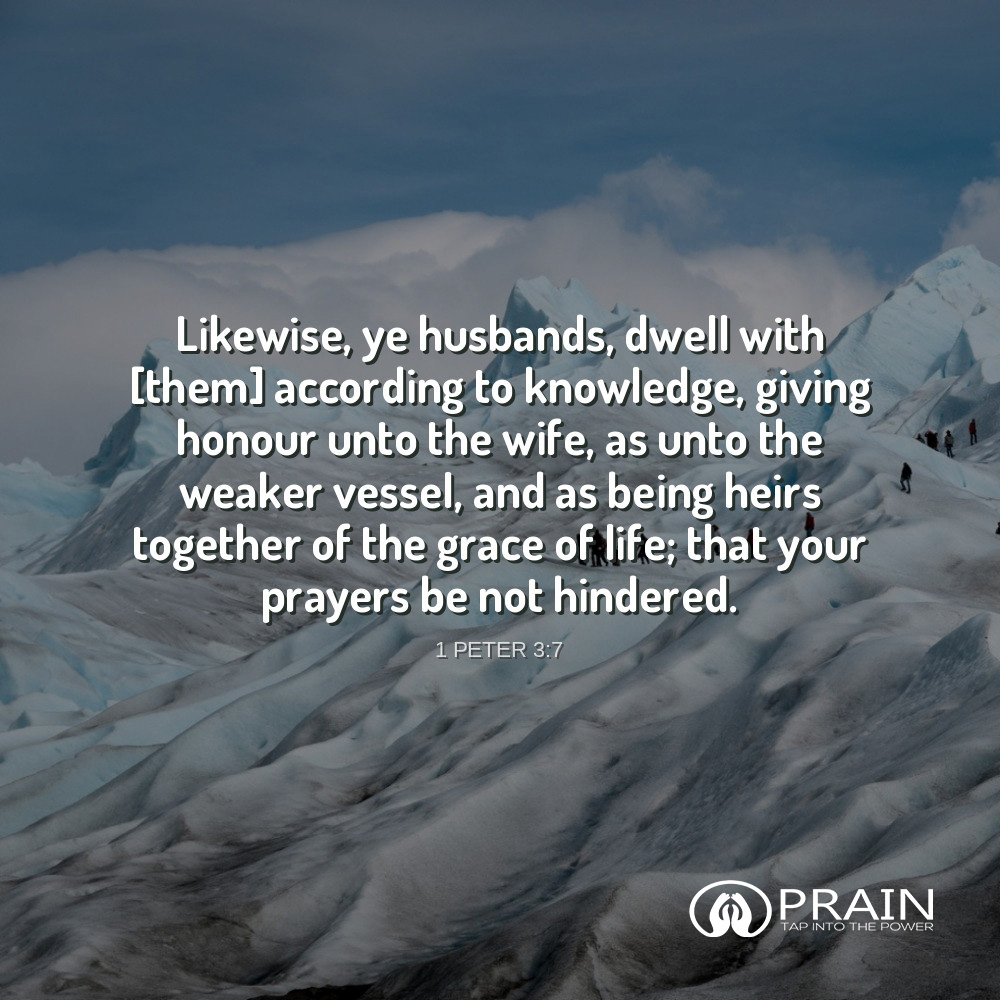 Likewise, ye husbands, dwell with
[them] according to knowledge, giving
honour unto the wife, as unto the
weaker vessel, and as being heirs
together of the grace of life; that your
prayers be not hindered.
1 PETER 3:7
PRAIN
TAP INTO THE POWER